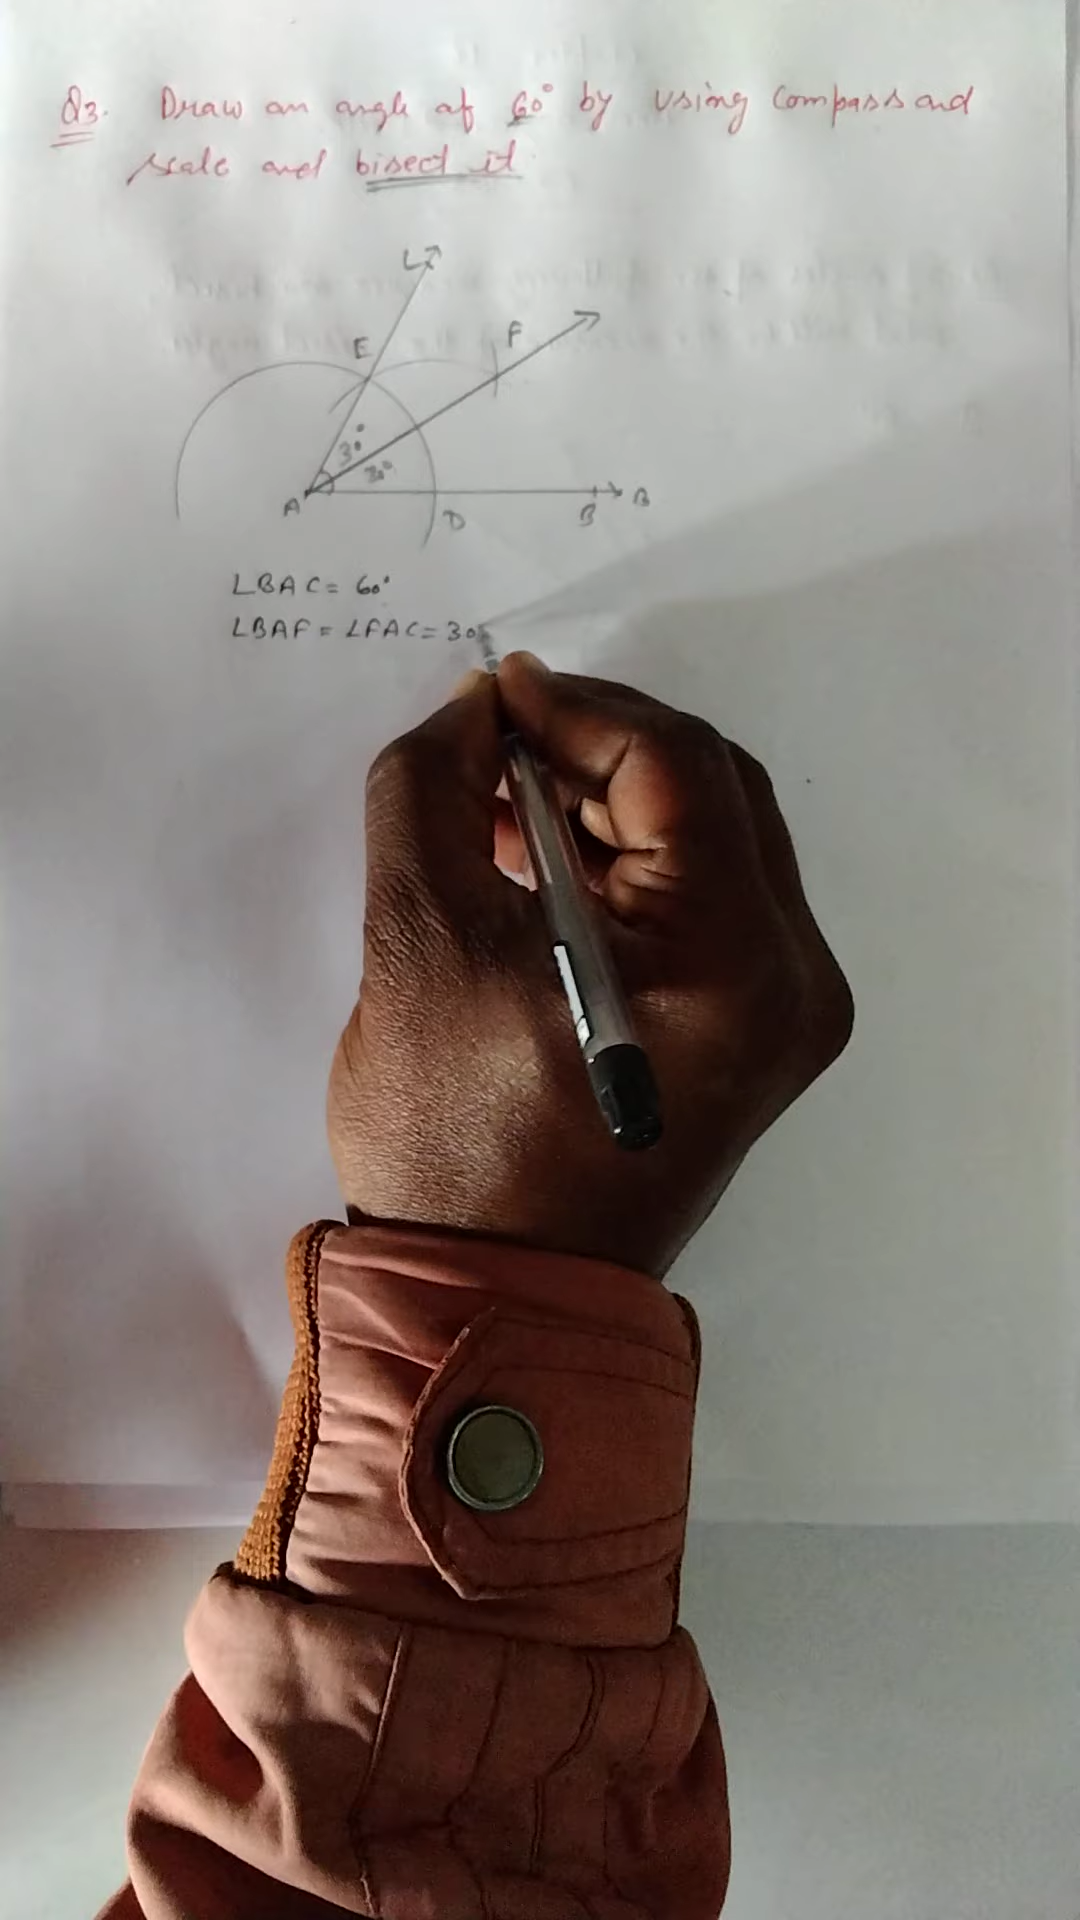 Q3. Draw an angle of 60° by using compass and
scale and bisect it
C
E
F
30°
30°
A
D
B
B
∠BAC = 60°
∠BAF = ∠FAC = 30